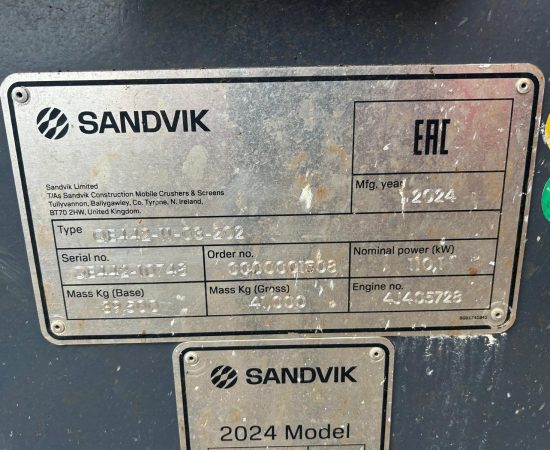 SANDVIK
EAC
Sandvik Limited
T/As Sandvik Construction Mobile Crushers & Screens
Tullyvannon, Ballygawley, Co. Tyrone, N. Ireland,
BT70 2HW, United Kingdom.
Mfg. year 2024
Type
Serial no. Order no. Nominal power (kW)
110,1
Mass Kg (Base) Mass Kg (Gross) Engine no.
41,000
SANDVIK
2024 Model